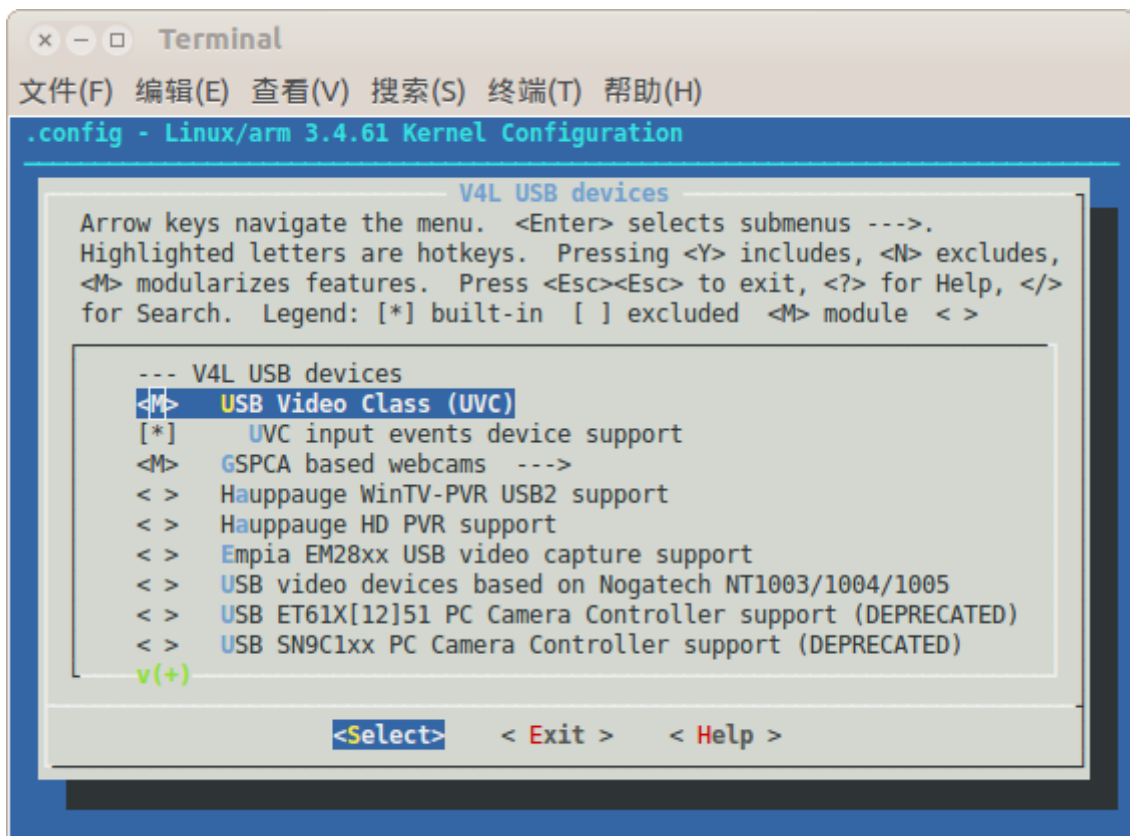 Terminal
文件(F) 编辑(E) 查看(V) 搜索(S) 终端(T) 帮助(H)
.config - Linux/arm 3.4.61 Kernel Configuration
V4L USB devices
Arrow keys navigate the menu.  <Enter> selects submenus --->.
Highlighted letters are hotkeys.  Pressing <Y> includes, <N> excludes,
<M> modularizes features.  Press <Esc><Esc> to exit, <?> for Help, </>
for Search.  Legend: [*] built-in  [ ] excluded  <M> module  < >
--- V4L USB devices
<M>   USB Video Class (UVC)
[*]     UVC input events device support
<M>   GSPCA based webcams  --->
< >   Hauppauge WinTV-PVR USB2 support
< >   Hauppauge HD PVR support
< >   Empia EM28xx USB video capture support
< >   USB video devices based on Nogatech NT1003/1004/1005
< >   USB ET61X[12]51 PC Camera Controller support (DEPRECATED)
< >   USB SN9C1xx PC Camera Controller support (DEPRECATED)
v(+)
<Select>    < Exit >    < Help >